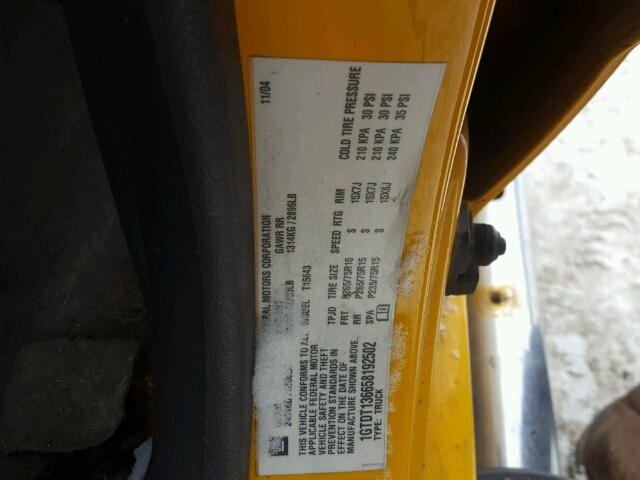 11/04
GENERAL MOTORS CORPORATION
GAWR RR
1314KG / 2896LB
THIS VEHICLE CONFORMS TO ALL
APPLICABLE FEDERAL MOTOR
VEHICLE SAFETY AND THEFT
PREVENTION STANDARDS IN
EFFECT ON THE DATE OF
MANUFACTURE SHOWN ABOVE.
1GTDT136658192502
TYPE: TRUCK
MODEL T15643
TPJD TIRE SIZE SPEED RTG RIM COLD TIRE PRESSURE
FRT P265/75R15 S 15X7J 210 KPA 30 PSI
RR P265/75R15 S 15X7J 210 KPA 30 PSI
SPA P235/75R15 S 15X6J 240 KPA 35 PSI